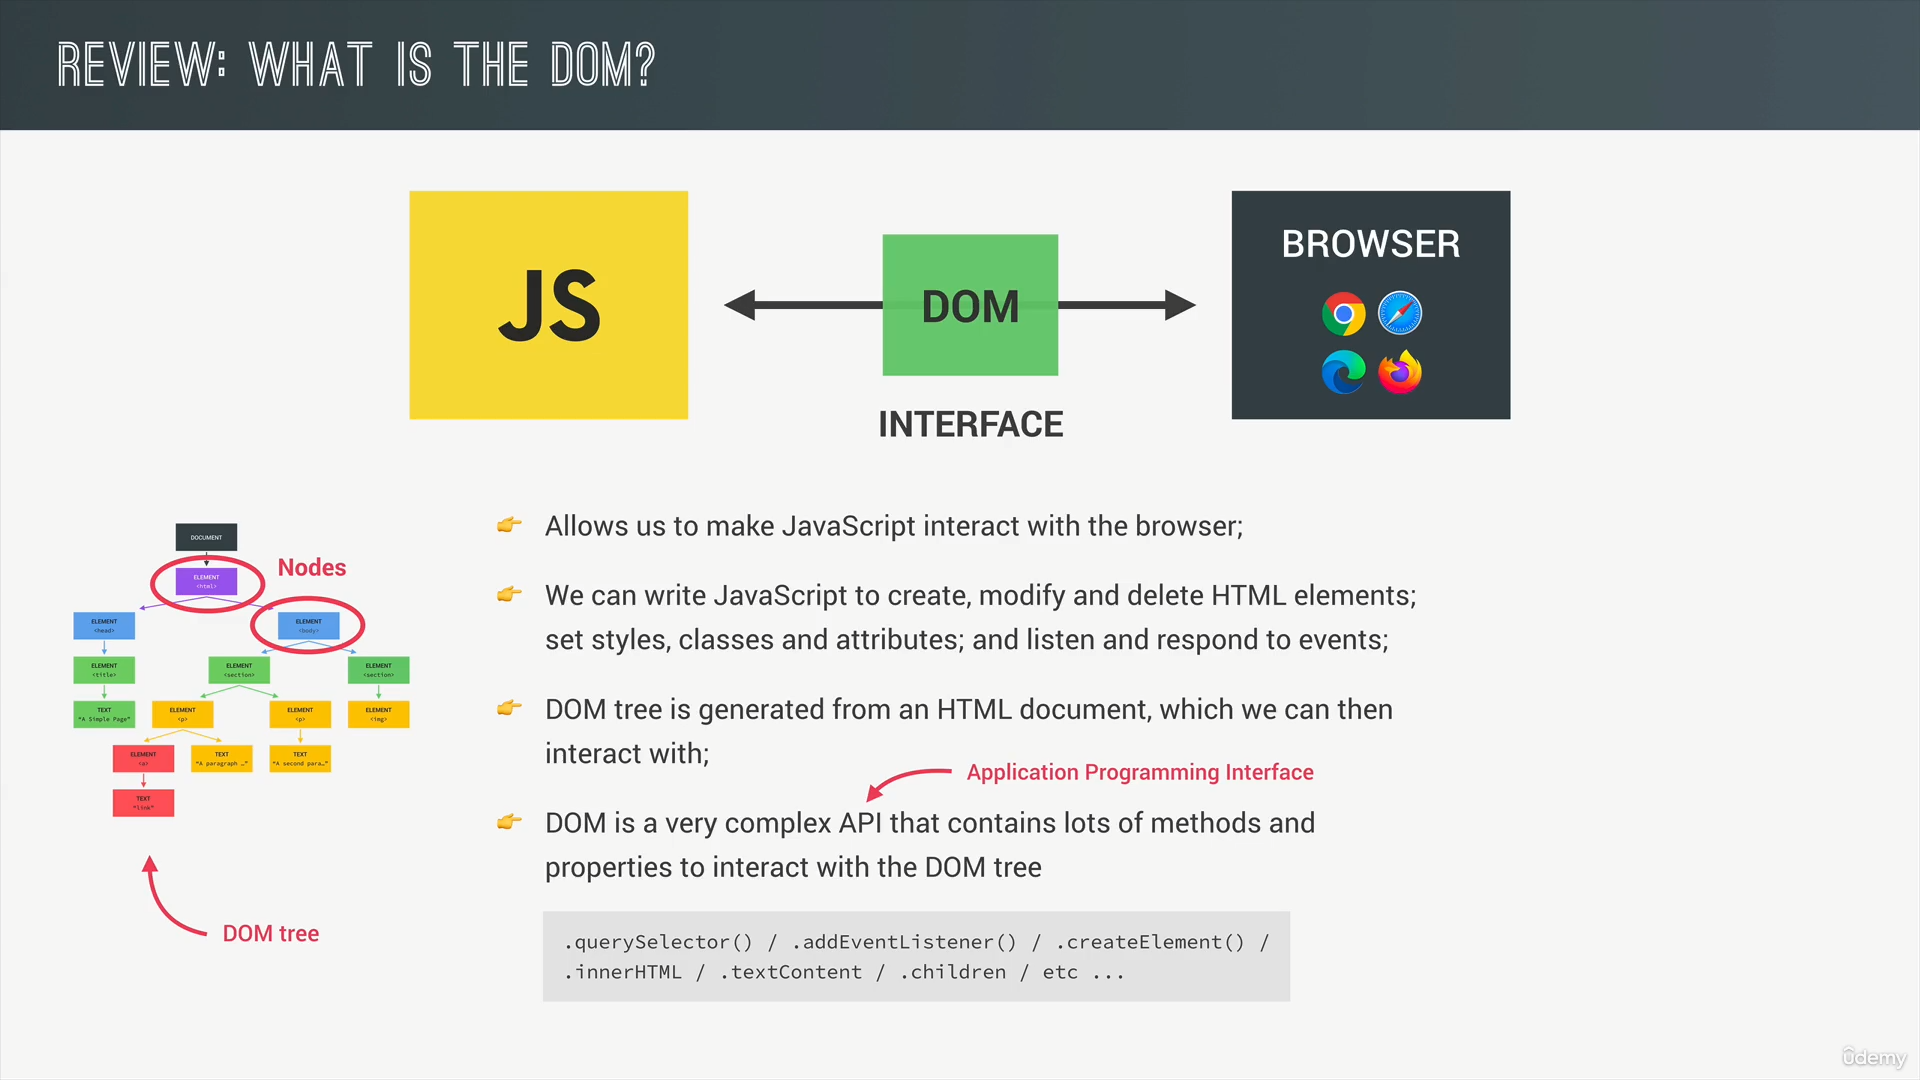 REVIEW: WHAT IS THE DOM?
JS
DOM
BROWSER
INTERFACE
Allows us to make JavaScript interact with the browser;
We can write JavaScript to create, modify and delete HTML elements;
set styles, classes and attributes; and listen and respond to events;
DOM tree is generated from an HTML document, which we can then
interact with;
Application Programming Interface
DOM is a very complex API that contains lots of methods and
properties to interact with the DOM tree
.querySelector() / .addEventListener() / .createElement() /
.innerHTML / .textContent / .children / etc ...
DOCUMENT
Nodes
ELEMENT
<html>
ELEMENT
<head>
ELEMENT
<body>
ELEMENT
<title>
ELEMENT
<section>
ELEMENT
<section>
TEXT
"A Simple Page"
ELEMENT
<p>
ELEMENT
<p>
ELEMENT
<img>
ELEMENT
<a>
TEXT
"A paragraph …"
TEXT
"A second para…"
TEXT
"link"
DOM tree
ûdemy